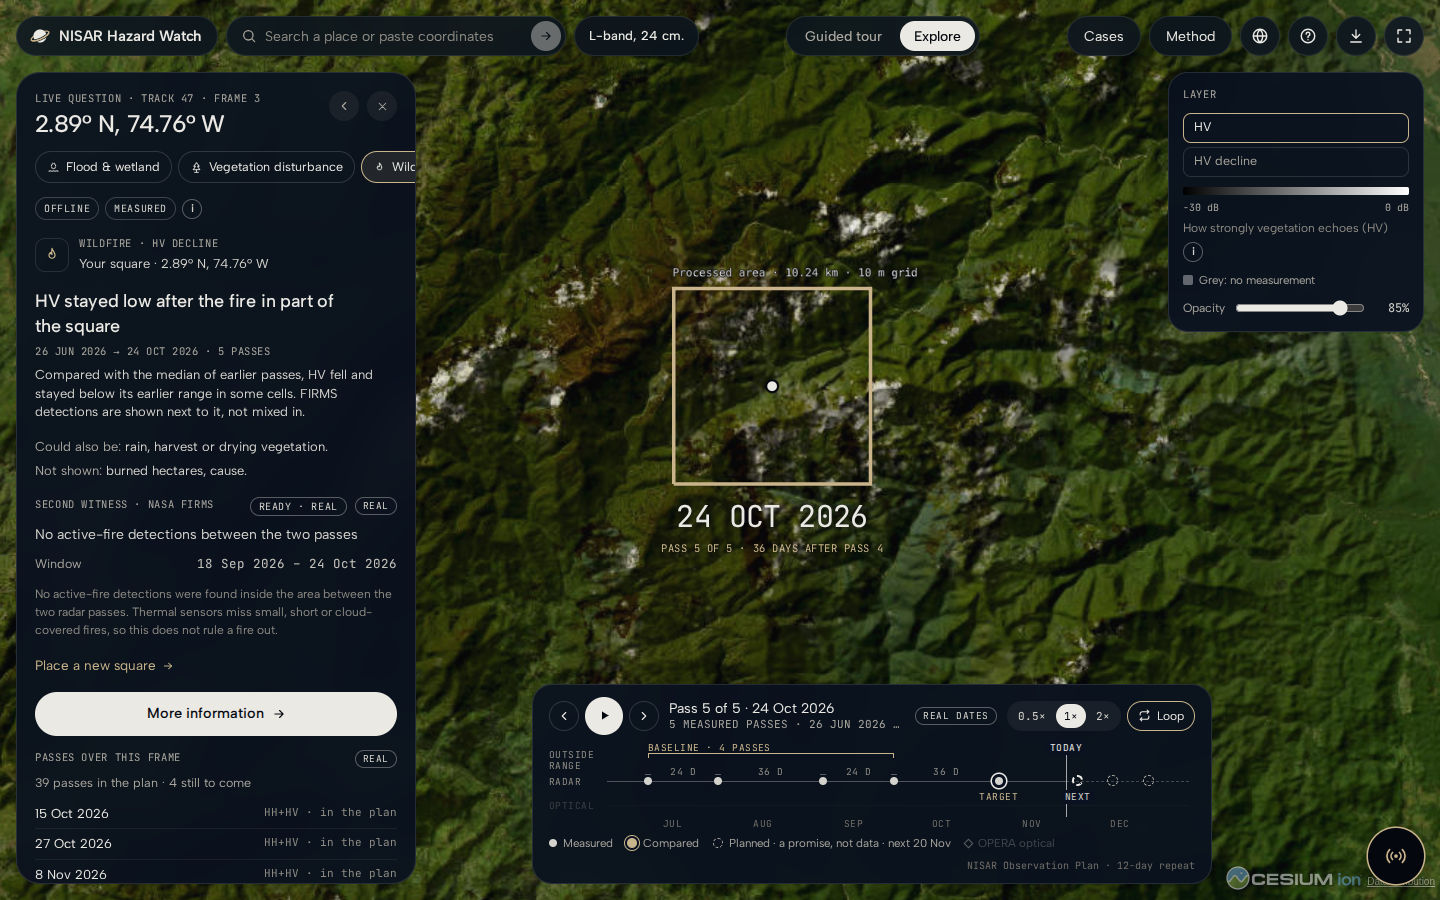 NISAR Hazard Watch
Search a place or paste coordinates
L-band, 24 cm.
Guided tour
Explore
Cases
Method
LIVE QUESTION · TRACK 47 · FRAME 3
2.89° N, 74.76° W
Flood & wetland
Vegetation disturbance
OFFLINE
MEASURED
i
WILDFIRE · HV DECLINE
Your square · 2.89° N, 74.76° W
HV stayed low after the fire in part of
the square
26 JUN 2026 → 24 OCT 2026 · 5 PASSES
Compared with the median of earlier passes, HV fell and
stayed below its earlier range in some cells. FIRMS
detections are shown next to it, not mixed in.
Could also be: rain, harvest or drying vegetation.
Not shown: burned hectares, cause.
SECOND WITNESS · NASA FIRMS
READY · REAL
REAL
No active-fire detections between the two passes
Window
18 Sep 2026 – 24 Oct 2026
No active-fire detections were found inside the area between the
two radar passes. Thermal sensors miss small, short or cloud-
covered fires, so this does not rule a fire out.
Place a new square →
More information →
PASSES OVER THIS FRAME
REAL
39 passes in the plan · 4 still to come
15 Oct 2026 HH+HV · in the plan
27 Oct 2026 HH+HV · in the plan
8 Nov 2026 HH+HV · in the plan
Processed area · 10.24 km · 10 m grid
24 OCT 2026
PASS 5 OF 5 · 36 DAYS AFTER PASS 4
LAYER
HV
HV decline
-30 dB
0 dB
How strongly vegetation echoes (HV)
i
Grey: no measurement
Opacity
85%
Pass 5 of 5 · 24 Oct 2026
5 MEASURED PASSES · 26 JUN 2026 …
REAL DATES
0.5×
1×
2×
Loop
BASELINE · 4 PASSES
TODAY
OUTSIDE
RANGE
RADAR
24 D
36 D
24 D
36 D
TARGET
NEXT
OPTICAL
JUL
AUG
SEP
OCT
NOV
DEC
Measured
Compared
Planned · a promise, not data · next 20 Nov
OPERA optical
NISAR Observation Plan · 12-day repeat
CESIUM ion